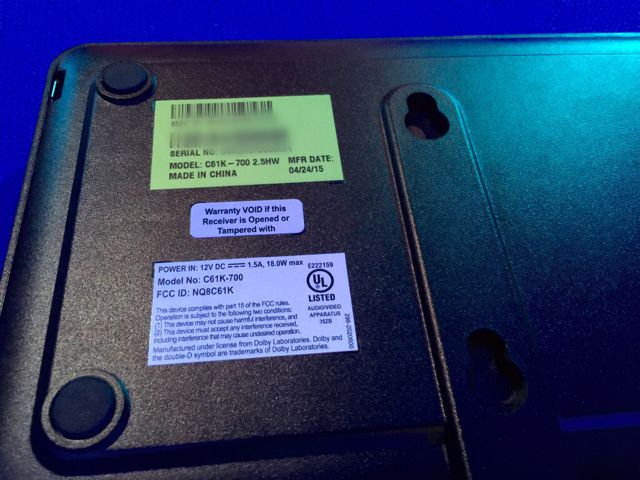 SERIAL NO.
MODEL: C61K-700 2.5HW MFR DATE:
MADE IN CHINA 04/24/15
Warranty VOID if this
Receiver is Opened or
Tampered with
POWER IN: 12V DC ⎓ 1.5A, 18.0W max E222159
Model No: C61K-700
FCC ID: NQ8C61K
UL
LISTED
AUDIO/VIDEO
APPARATUS
3SZB
This device complies with part 15 of the FCC rules.
Operation is subject to the following two conditions:
(1) This device may not cause harmful interference, and
(2) This device must accept any interference received,
including interference that may cause undesired operation.
Manufactured under license from Dolby Laboratories. Dolby and
the double-D symbol are trademarks of Dolby Laboratories.